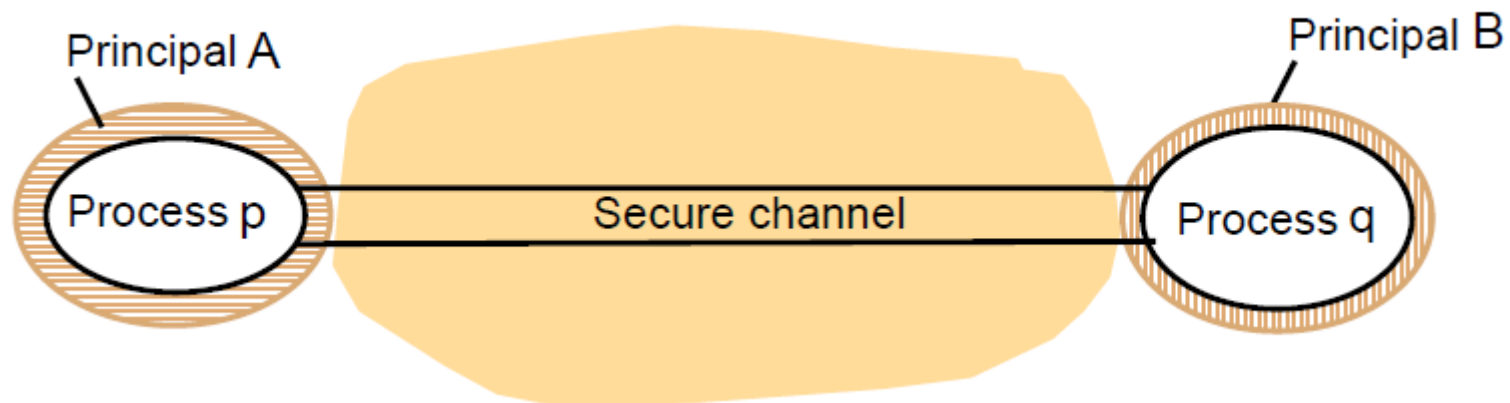 Principal A
Principal B
Process p
Secure channel
Process q